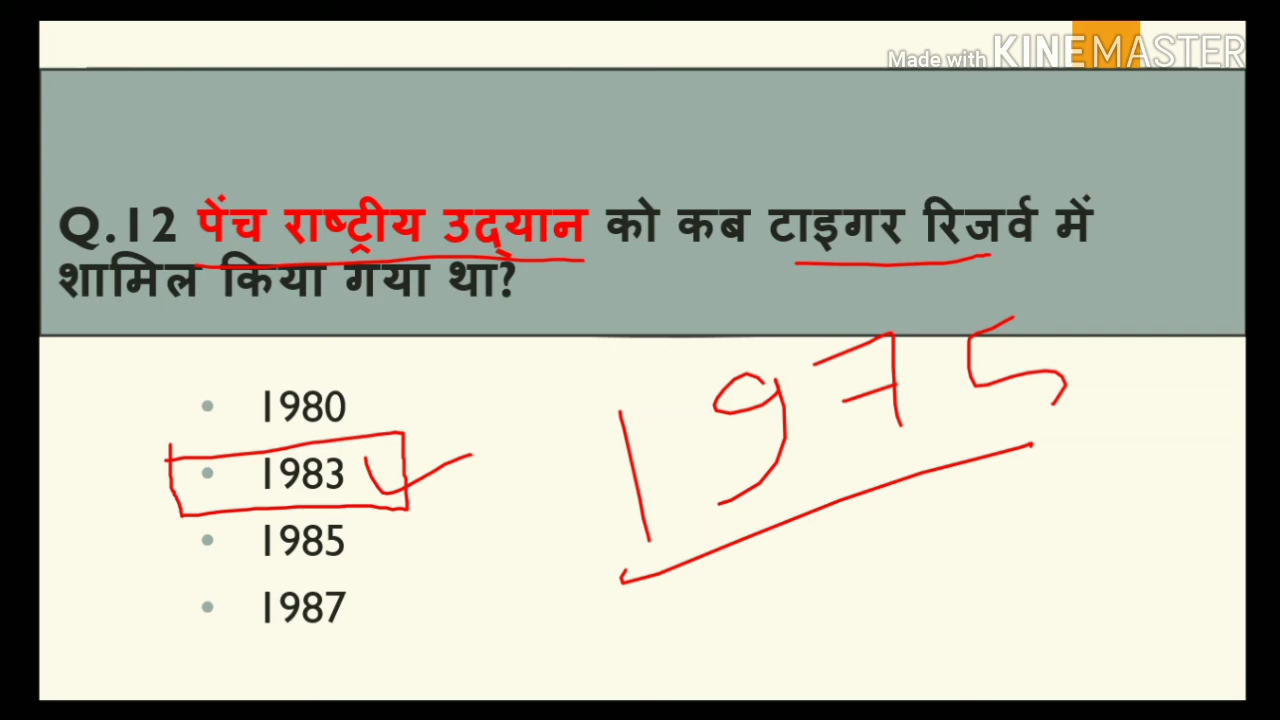 Made with KINEMASTER
Q.12 पेंच राष्ट्रीय उद्यान को कब टाइगर रिजर्व में
शामिल किया गया था?
1980
1983
1985
1987
1975